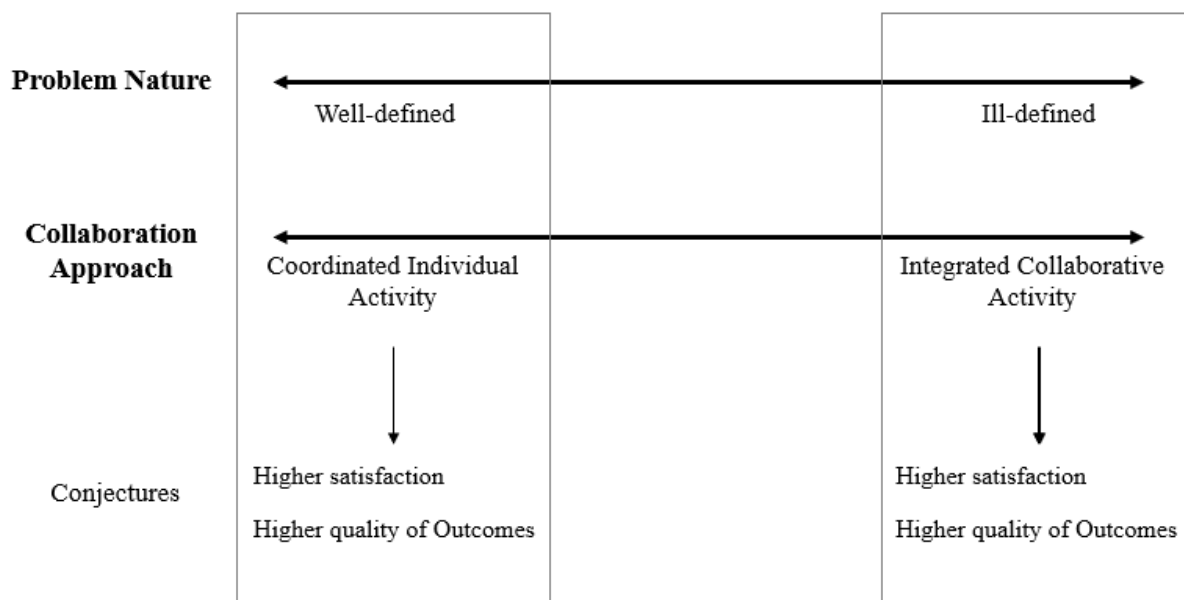 Problem Nature
Well-defined
Ill-defined
Collaboration
Approach
Coordinated Individual
Activity
Integrated Collaborative
Activity
Conjectures
Higher satisfaction
Higher quality of Outcomes
Higher satisfaction
Higher quality of Outcomes